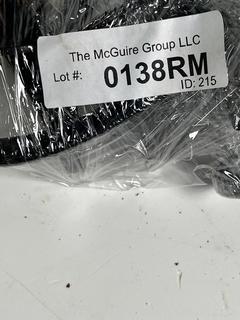 The McGuire Group LLC
Lot #: 0138RM
ID: 215